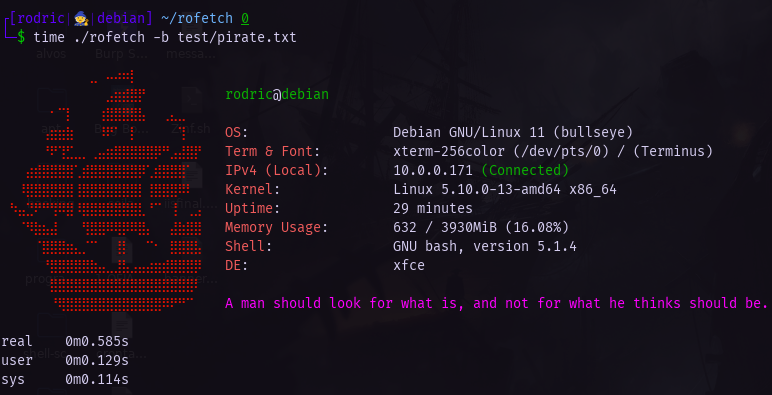 ┌[rodric|🧙|debian] ~/rofetch 0
└─$ time ./rofetch -b test/pirate.txt
rodric@debian
OS: Debian GNU/Linux 11 (bullseye)
Term & Font: xterm-256color (/dev/pts/0) / (Terminus)
IPv4 (Local): 10.0.0.171 (Connected)
Kernel: Linux 5.10.0-13-amd64 x86_64
Uptime: 29 minutes
Memory Usage: 632 / 3930MiB (16.08%)
Shell: GNU bash, version 5.1.4
DE: xfce
A man should look for what is, and not for what he thinks should be.
real 0m0.585s
user 0m0.129s
sys 0m0.114s